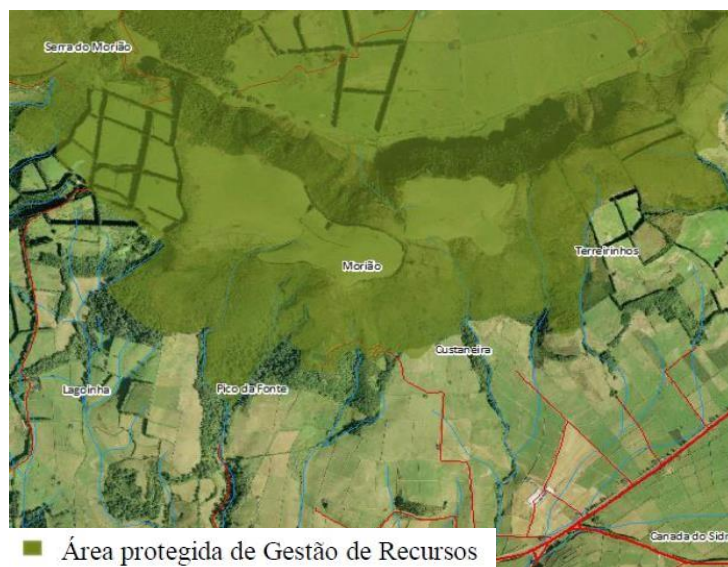 Serra do Morião
Terreirinhos
Morião
Custaneira
Lagoinha
Pico da Fonte
Canada do Sidr
Área protegida de Gestão de Recursos